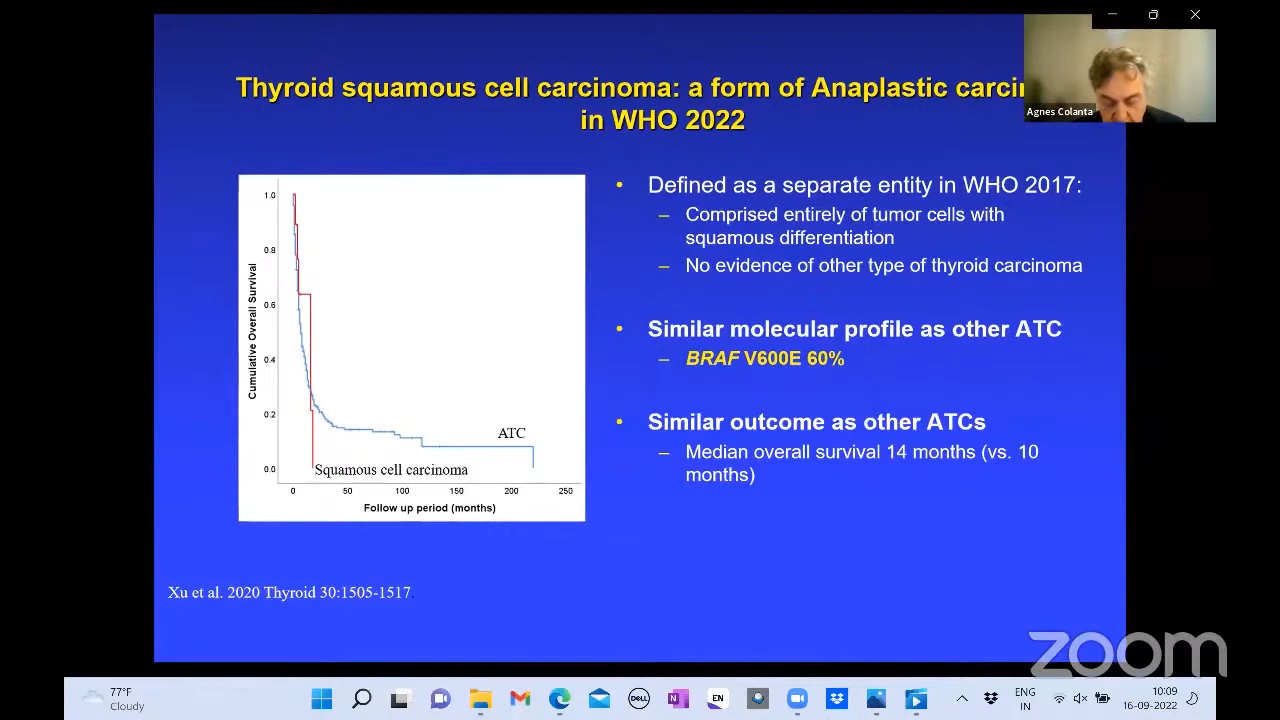 Thyroid squamous cell carcinoma: a form of Anaplastic carcin
in WHO 2022
Agnes Colanta
1.0
0.8
0.6
0.4
0.2
0.0
Cumulative Overall Survival
ATC
Squamous cell carcinoma
0 50 100 150 200 250
Follow up period (months)
• Defined as a separate entity in WHO 2017:
– Comprised entirely of tumor cells with
squamous differentiation
– No evidence of other type of thyroid carcinoma
• Similar molecular profile as other ATC
– BRAF V600E 60%
• Similar outcome as other ATCs
– Median overall survival 14 months (vs. 10
months)
Xu et al. 2020 Thyroid 30:1505-1517.
zoom
77°F
Cloudy
DELL
N
EN
ENG
IN
10:09
16-09-2022